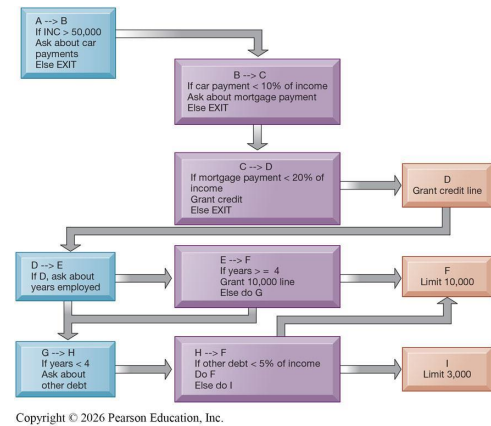 A --> B
If INC > 50,000
Ask about car
payments
Else EXIT
B --> C
If car payment < 10% of income
Ask about mortgage payment
Else EXIT
C --> D
If mortgage payment < 20% of
income
Grant credit
Else EXIT
D
Grant credit line
D --> E
If D, ask about
years employed
E --> F
If years > = 4
Grant 10,000 line
Else do G
F
Limit 10,000
G --> H
If years < 4
Ask about
other debt
H --> F
If other debt < 5% of income
Do F
Else do I
I
Limit 3,000
Copyright © 2026 Pearson Education, Inc.